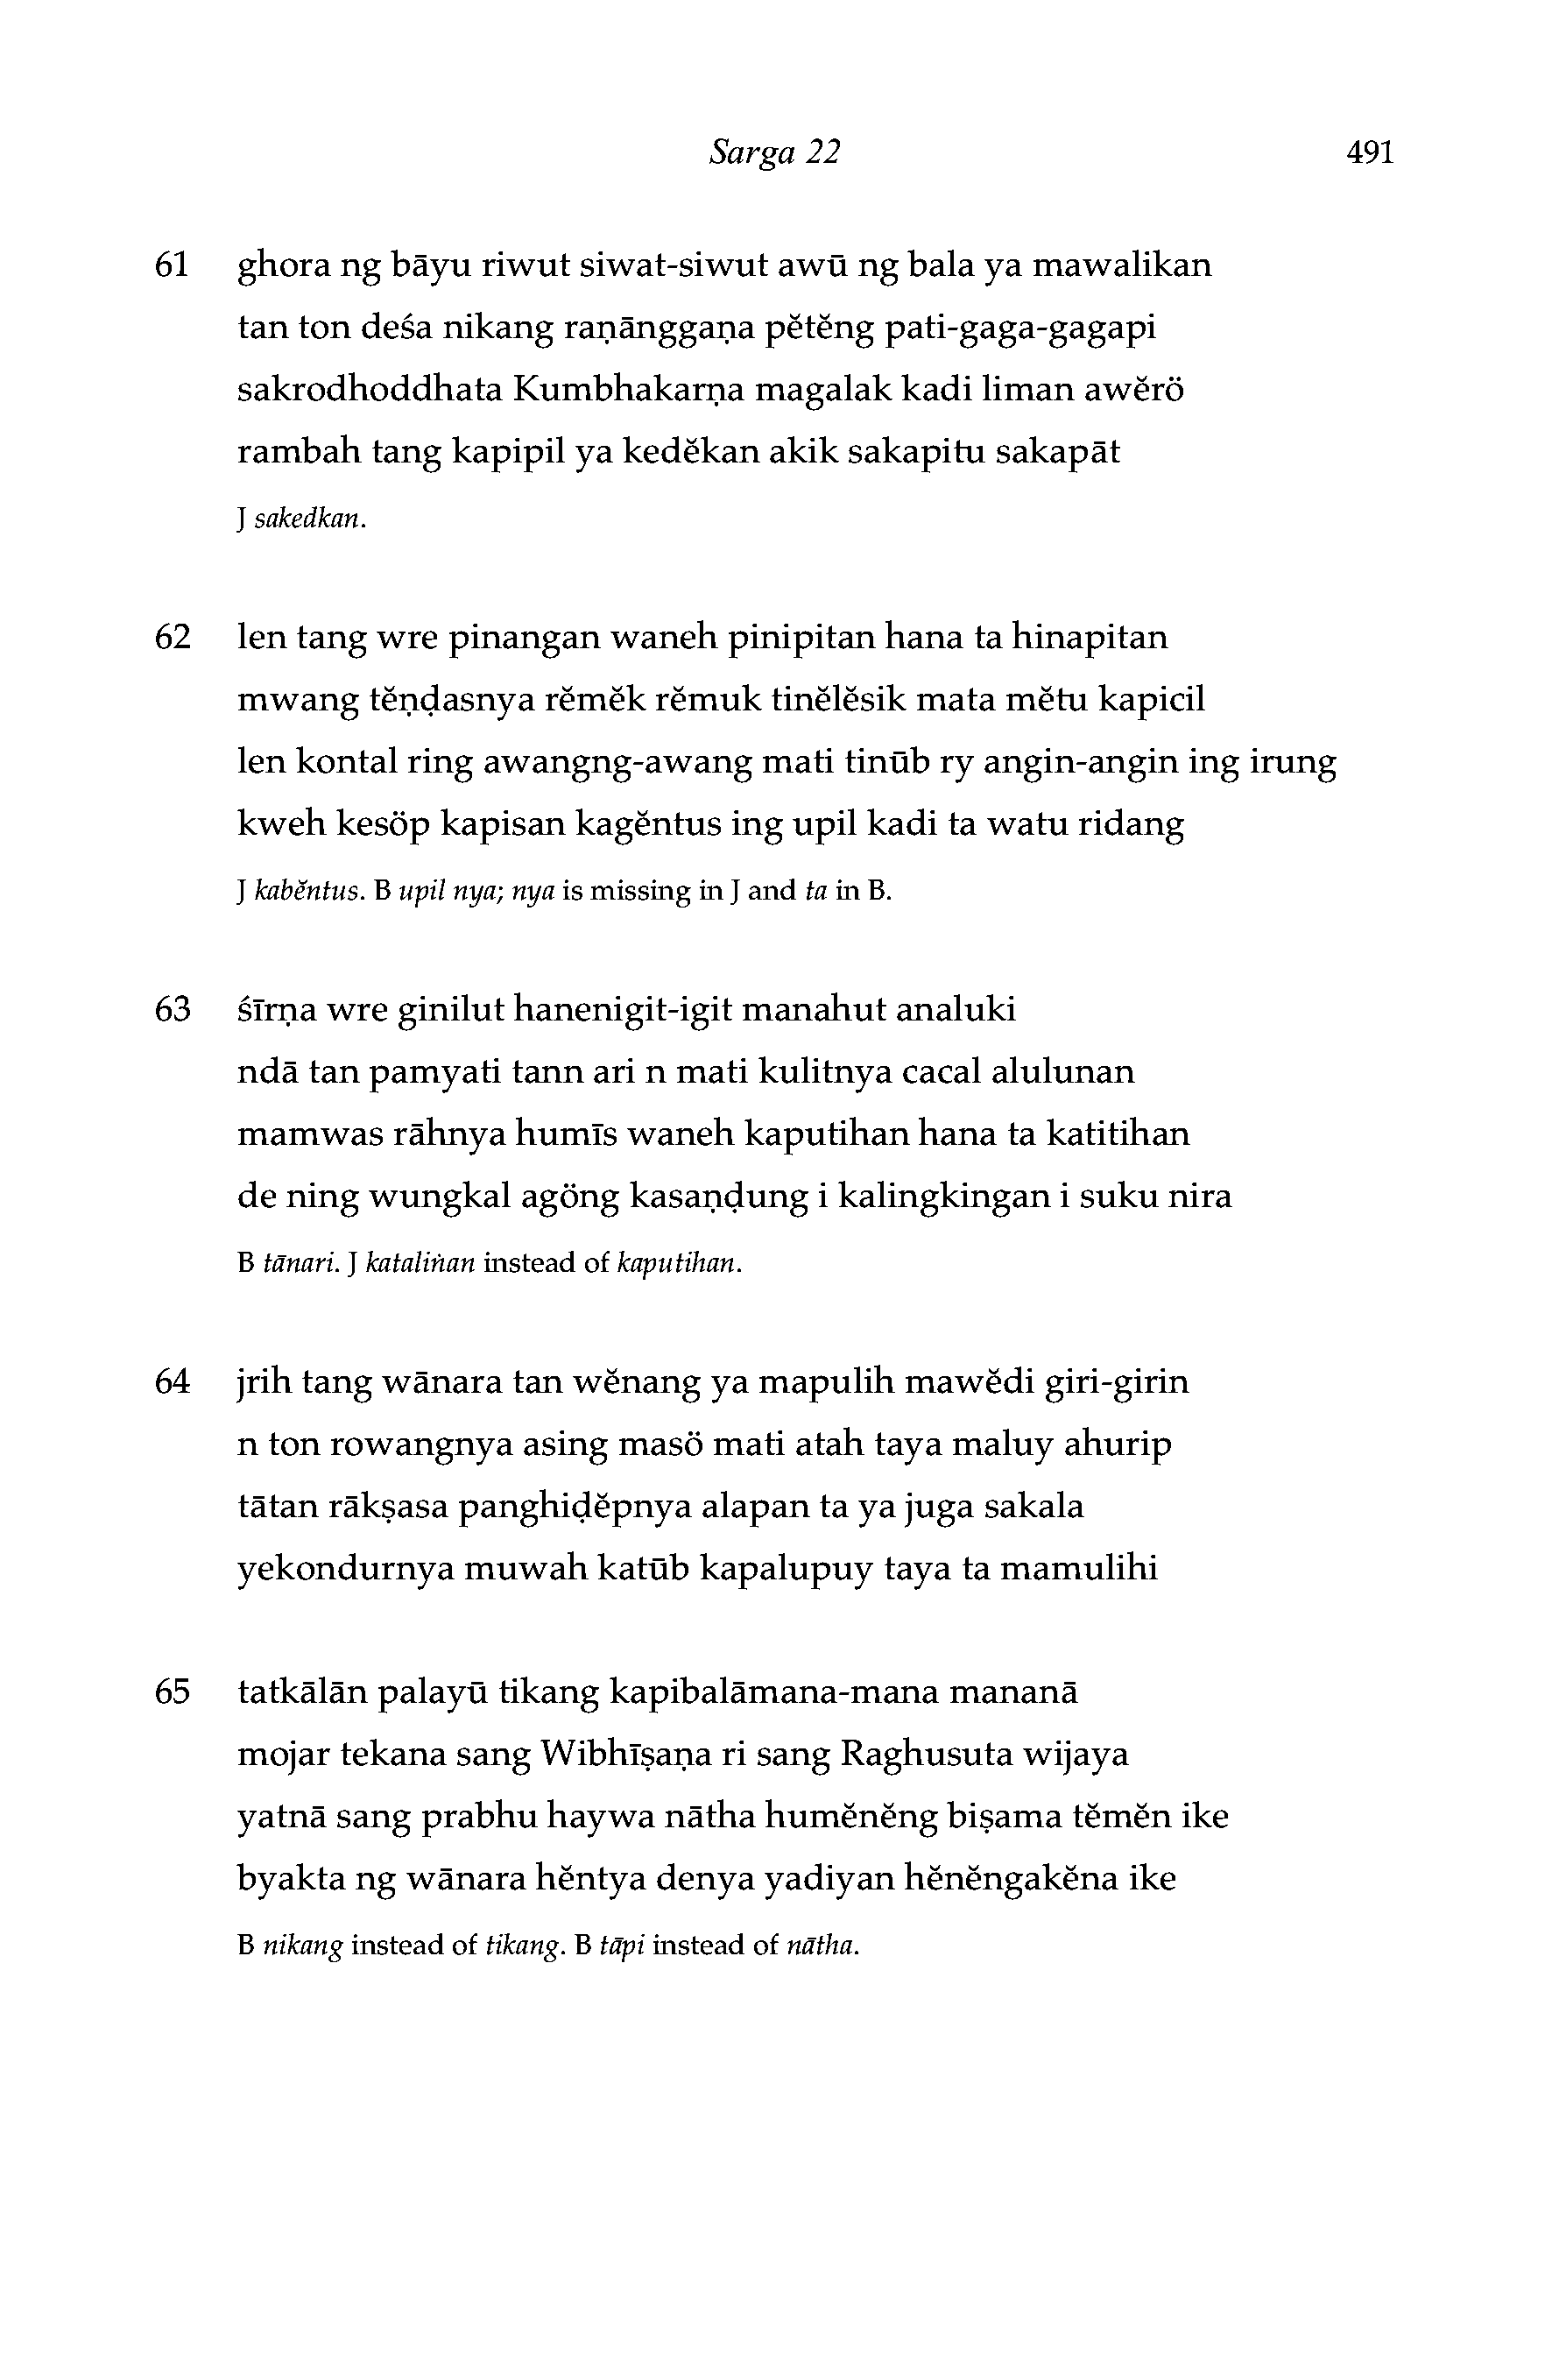 Sarga 22 491
61 ghora ng bāyu riwut siwat-siwut awū ng bala ya mawalikan
tan ton deśa nikang raṇānggaṇa pĕtĕng pati-gaga-gagapi
sakrodhoddhata Kumbhakarṇa magalak kadi liman awĕrö
rambah tang kapipil ya kedĕkan akik sakapitu sakapāt
J sakedkan.
62 len tang wre pinangan waneh pinipitan hana ta hinapitan
mwang tĕṇḍasnya rĕmĕk rĕmuk tinĕlĕsik mata mĕtu kapicil
len kontal ring awangng-awang mati tinūb ry angin-angin ing irung
kweh kesöp kapisan kagĕntus ing upil kadi ta watu ridang
J kabĕntus. B upil nya; nya is missing in J and ta in B.
63 śīrṇa wre ginilut hanenigit-igit manahut analuki
ndā tan pamyati tann ari n mati kulitnya cacal alulunan
mamwas rāhnya humīs waneh kaputihan hana ta katitihan
de ning wungkal agöng kasaṇḍung i kalingkingan i suku nira
B tānari. J kataliṅan instead of kaputihan.
64 jrih tang wānara tan wĕnang ya mapulih mawĕdi giri-girin
n ton rowangnya asing masö mati atah taya maluy ahurip
tātan rākṣasa panghiḍĕpnya alapan ta ya juga sakala
yekondurnya muwah katūb kapalupuy taya ta mamulihi
65 tatkālān palayū tikang kapibalāmana-mana mananā
mojar tekana sang Wibhīṣaṇa ri sang Raghusuta wijaya
yatnā sang prabhu haywa nātha humĕnĕng biṣama tĕmĕn ike
byakta ng wānara hĕntya denya yadiyan hĕnĕngakĕna ike
B nikang instead of tikang. B tāpi instead of nātha.